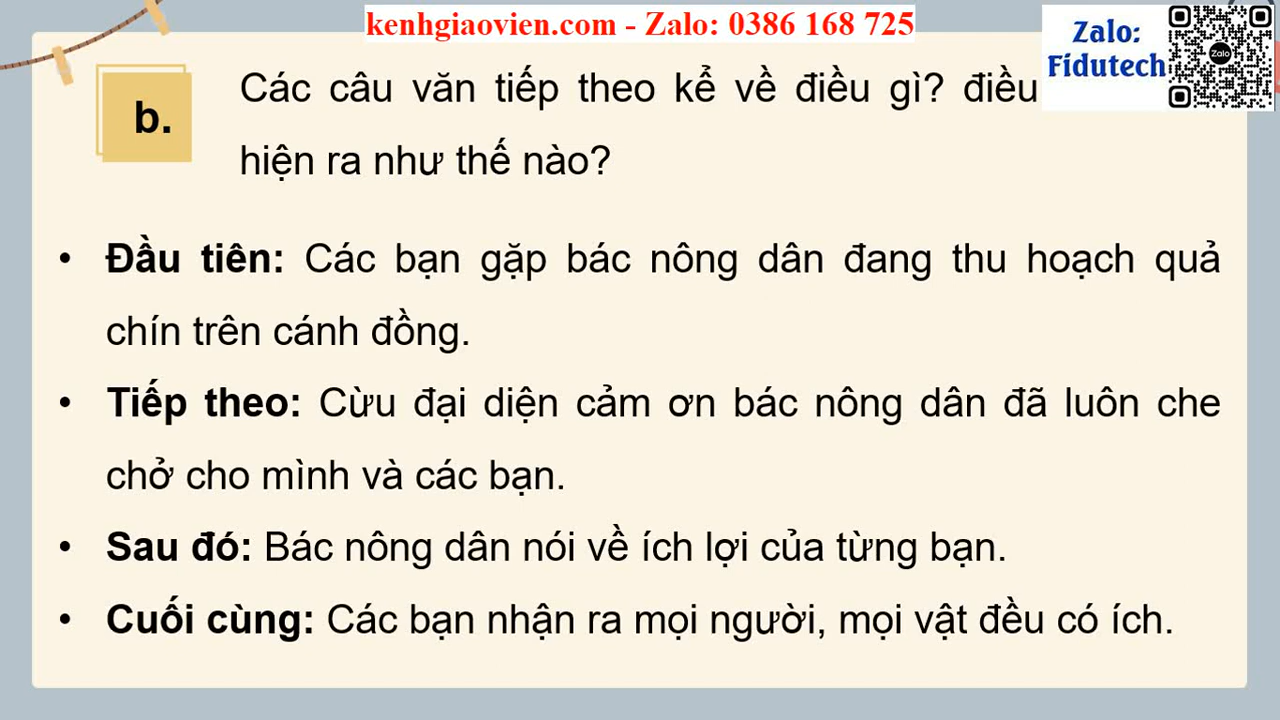 kenhgiaovien.com - Zalo: 0386 168 725
Zalo:
Fidutech
Zalo
b.
Các câu văn tiếp theo kể về điều gì? điều
hiện ra như thế nào?
• Đầu tiên: Các bạn gặp bác nông dân đang thu hoạch quả
chín trên cánh đồng.
• Tiếp theo: Cừu đại diện cảm ơn bác nông dân đã luôn che
chở cho mình và các bạn.
• Sau đó: Bác nông dân nói về ích lợi của từng bạn.
• Cuối cùng: Các bạn nhận ra mọi người, mọi vật đều có ích.